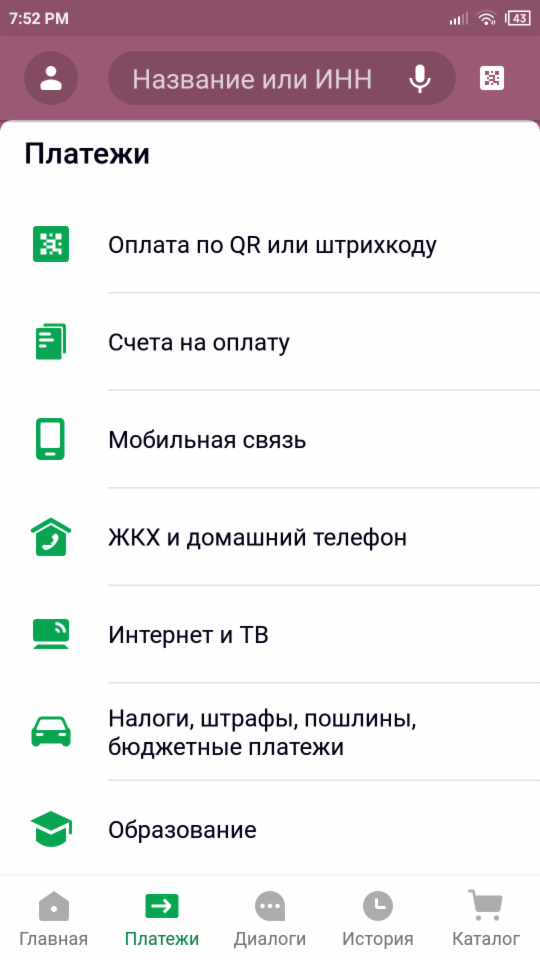 7:52 PM
43
Название или ИНН
Платежи
Оплата по QR или штрихкоду
Счета на оплату
Мобильная связь
ЖКХ и домашний телефон
Интернет и ТВ
Налоги, штрафы, пошлины,
бюджетные платежи
Образование
Главная
Платежи
Диалоги
История
Каталог